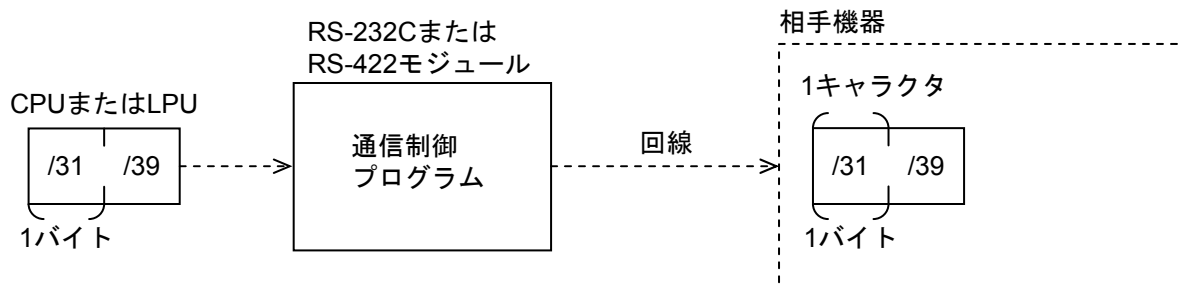 相手機器
RS-232Cまたは
RS-422モジュール
CPUまたはLPU
1キャラクタ
/31 /39
通信制御
プログラム
回線
/31 /39
1バイト
1バイト